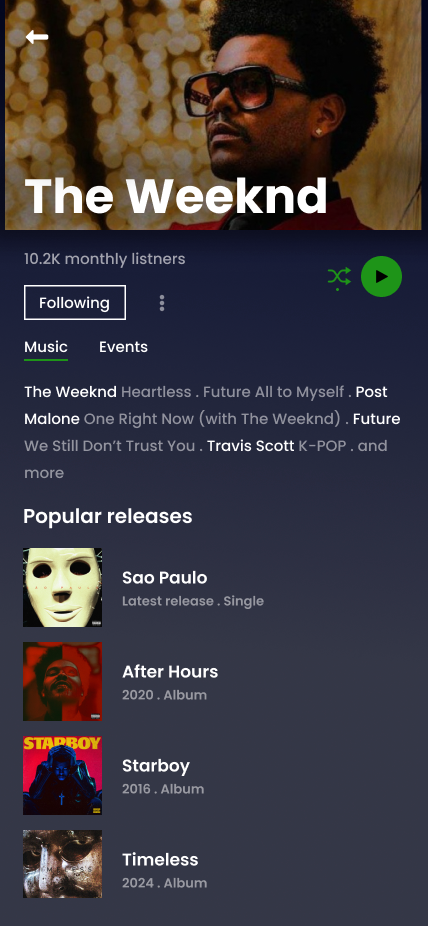 The Weeknd
10.2K monthly listners
Following
Music Events
The Weeknd Heartless . Future All to Myself . Post
Malone One Right Now (with The Weeknd) . Future
We Still Don’t Trust You . Travis Scott K-POP . and
more
Popular releases
Sao Paulo
Latest release . Single
After Hours
2020 . Album
STARBOY
Starboy
2016 . Album
Timeless
2024 . Album